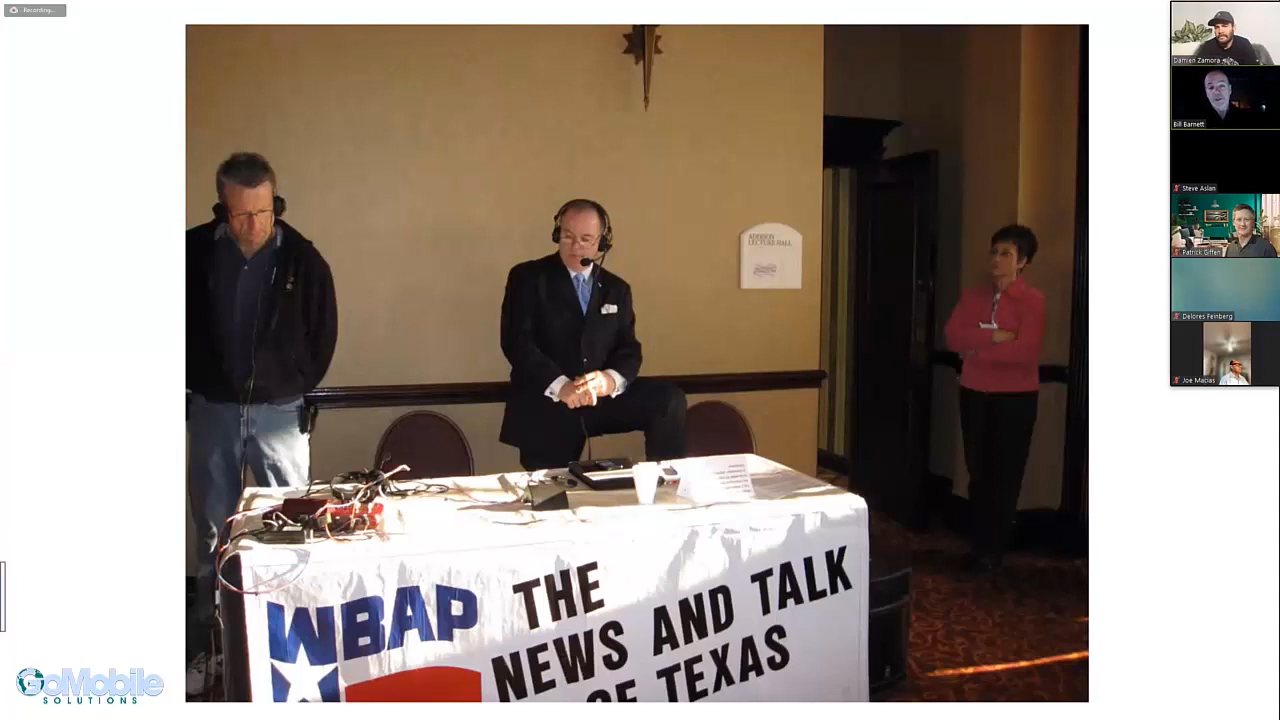 Recording...
ADDISON
LECTURE HALL
WBAP
THE
NEWS AND TALK
OF TEXAS
GoMobile
SOLUTIONS
Damien Zamora
Bill Barnett
Steve Aslan
Patrick Giffen
Delores Feinberg
Joe Macias